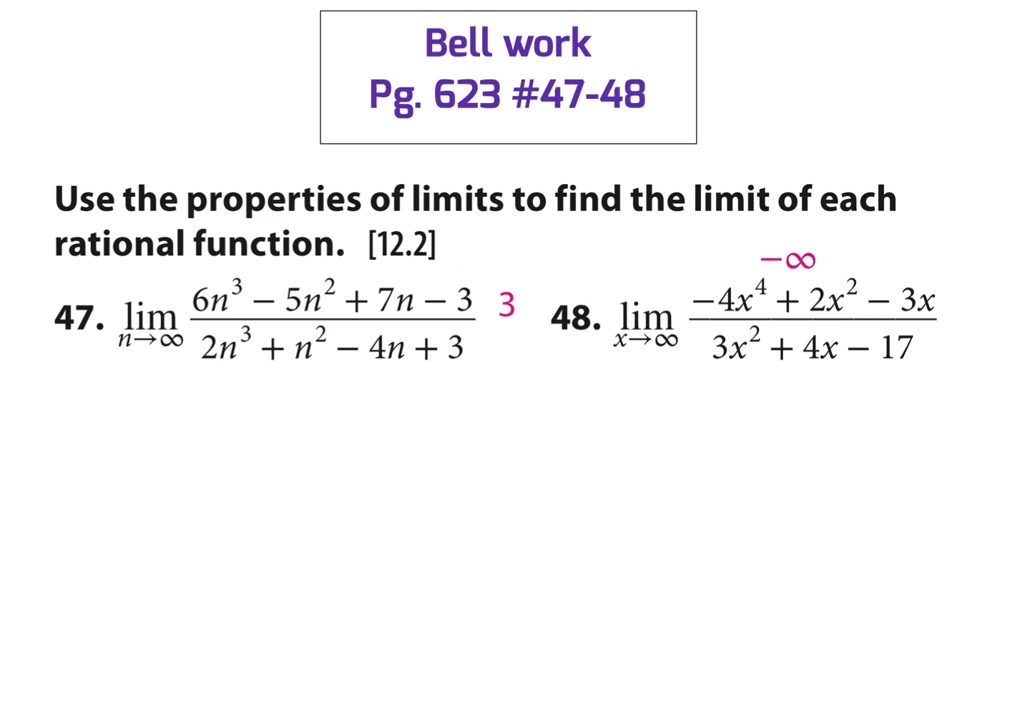 Bell work
Pg. 623 #47-48
Use the properties of limits to find the limit of each
rational function. [12.2]
47. lim n→∞ (6n³ − 5n² + 7n − 3)/(2n³ + n² − 4n + 3) 3
48. lim x→∞ (−4x⁴ + 2x² − 3x)/(3x² + 4x − 17) −∞